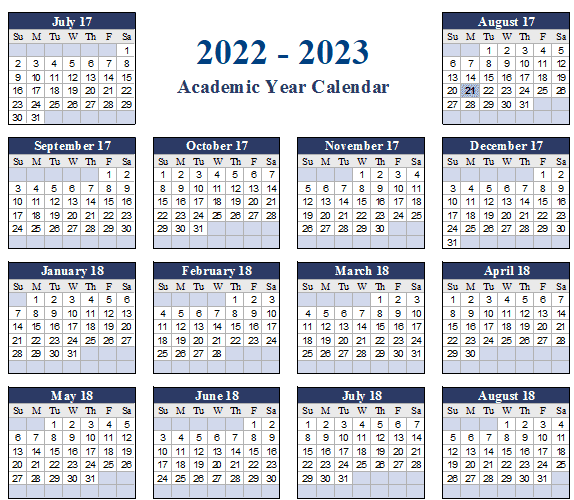 2022 - 2023
Academic Year Calendar
July 17
Su M Tu W Th F Sa
1
2 3 4 5 6 7 8
9 10 11 12 13 14 15
16 17 18 19 20 21 22
23 24 25 26 27 28 29
30 31
August 17
Su M Tu W Th F Sa
1 2 3 4 5
6 7 8 9 10 11 12
13 14 15 16 17 18 19
20 21 22 23 24 25 26
27 28 29 30 31
September 17
Su M Tu W Th F Sa
1 2
3 4 5 6 7 8 9
10 11 12 13 14 15 16
17 18 19 20 21 22 23
24 25 26 27 28 29 30
October 17
Su M Tu W Th F Sa
1 2 3 4 5 6 7
8 9 10 11 12 13 14
15 16 17 18 19 20 21
22 23 24 25 26 27 28
29 30 31
November 17
Su M Tu W Th F Sa
1 2 3 4
5 6 7 8 9 10 11
12 13 14 15 16 17 18
19 20 21 22 23 24 25
26 27 28 29 30
December 17
Su M Tu W Th F Sa
1 2
3 4 5 6 7 8 9
10 11 12 13 14 15 16
17 18 19 20 21 22 23
24 25 26 27 28 29 30
31
January 18
Su M Tu W Th F Sa
1 2 3 4 5 6
7 8 9 10 11 12 13
14 15 16 17 18 19 20
21 22 23 24 25 26 27
28 29 30 31
February 18
Su M Tu W Th F Sa
1 2 3
4 5 6 7 8 9 10
11 12 13 14 15 16 17
18 19 20 21 22 23 24
25 26 27 28
March 18
Su M Tu W Th F Sa
1 2 3
4 5 6 7 8 9 10
11 12 13 14 15 16 17
18 19 20 21 22 23 24
25 26 27 28 29 30 31
April 18
Su M Tu W Th F Sa
1 2 3 4 5 6 7
8 9 10 11 12 13 14
15 16 17 18 19 20 21
22 23 24 25 26 27 28
29 30
May 18
Su M Tu W Th F Sa
1 2 3 4 5
6 7 8 9 10 11 12
13 14 15 16 17 18 19
20 21 22 23 24 25 26
27 28 29 30 31
June 18
Su M Tu W Th F Sa
1 2
3 4 5 6 7 8 9
10 11 12 13 14 15 16
17 18 19 20 21 22 23
24 25 26 27 28 29 30
July 18
Su M Tu W Th F Sa
1 2 3 4 5 6 7
8 9 10 11 12 13 14
15 16 17 18 19 20 21
22 23 24 25 26 27 28
29 30 31
August 18
Su M Tu W Th F Sa
1 2 3 4
5 6 7 8 9 10 11
12 13 14 15 16 17 18
19 20 21 22 23 24 25
26 27 28 29 30 31